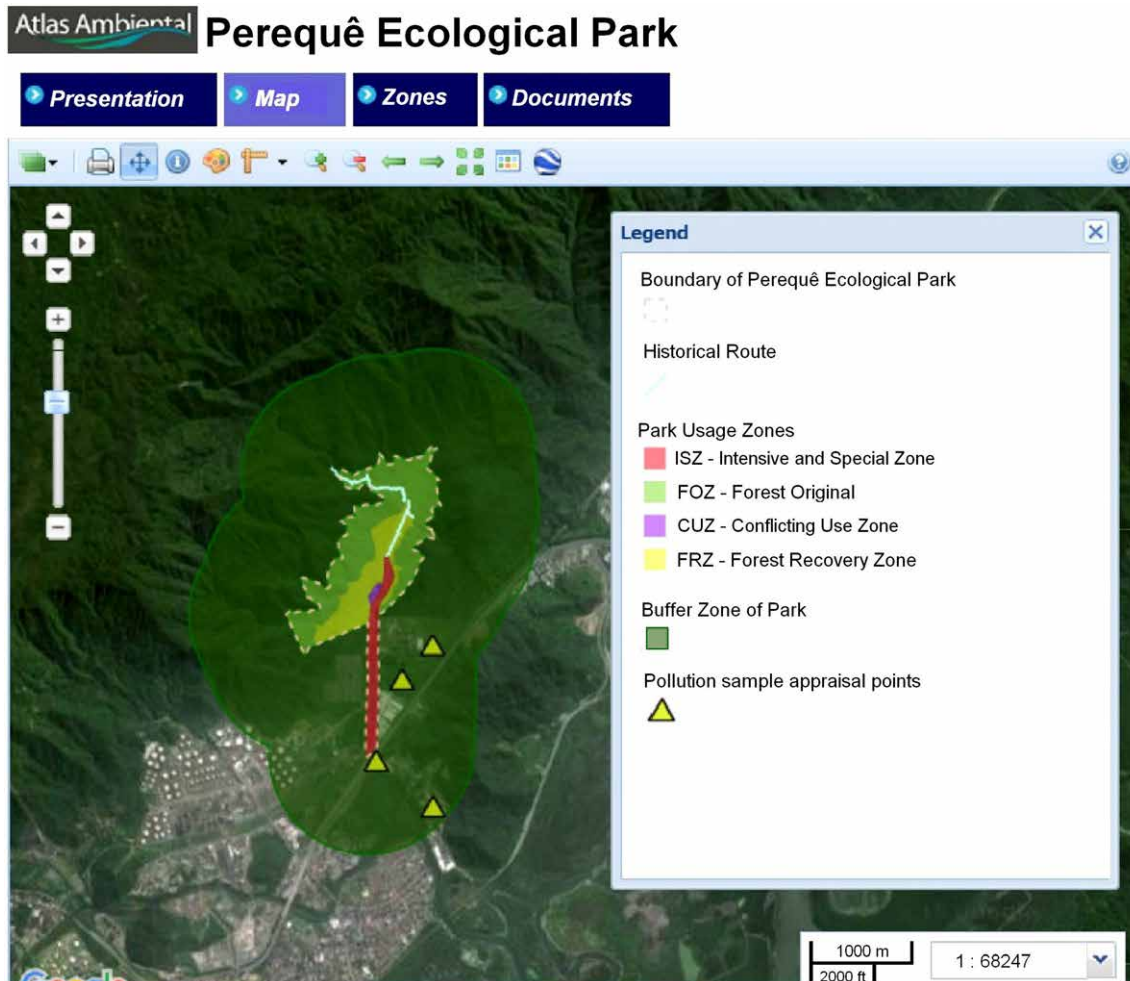 Atlas Ambiental
Perequê Ecological Park
Presentation
Map
Zones
Documents
Legend
Boundary of Perequê Ecological Park
Historical Route
Park Usage Zones
ISZ - Intensive and Special Zone
FOZ - Forest Original
CUZ - Conflicting Use Zone
FRZ - Forest Recovery Zone
Buffer Zone of Park
Pollution sample appraisal points
1000 m
2000 ft
1 : 68247
Google